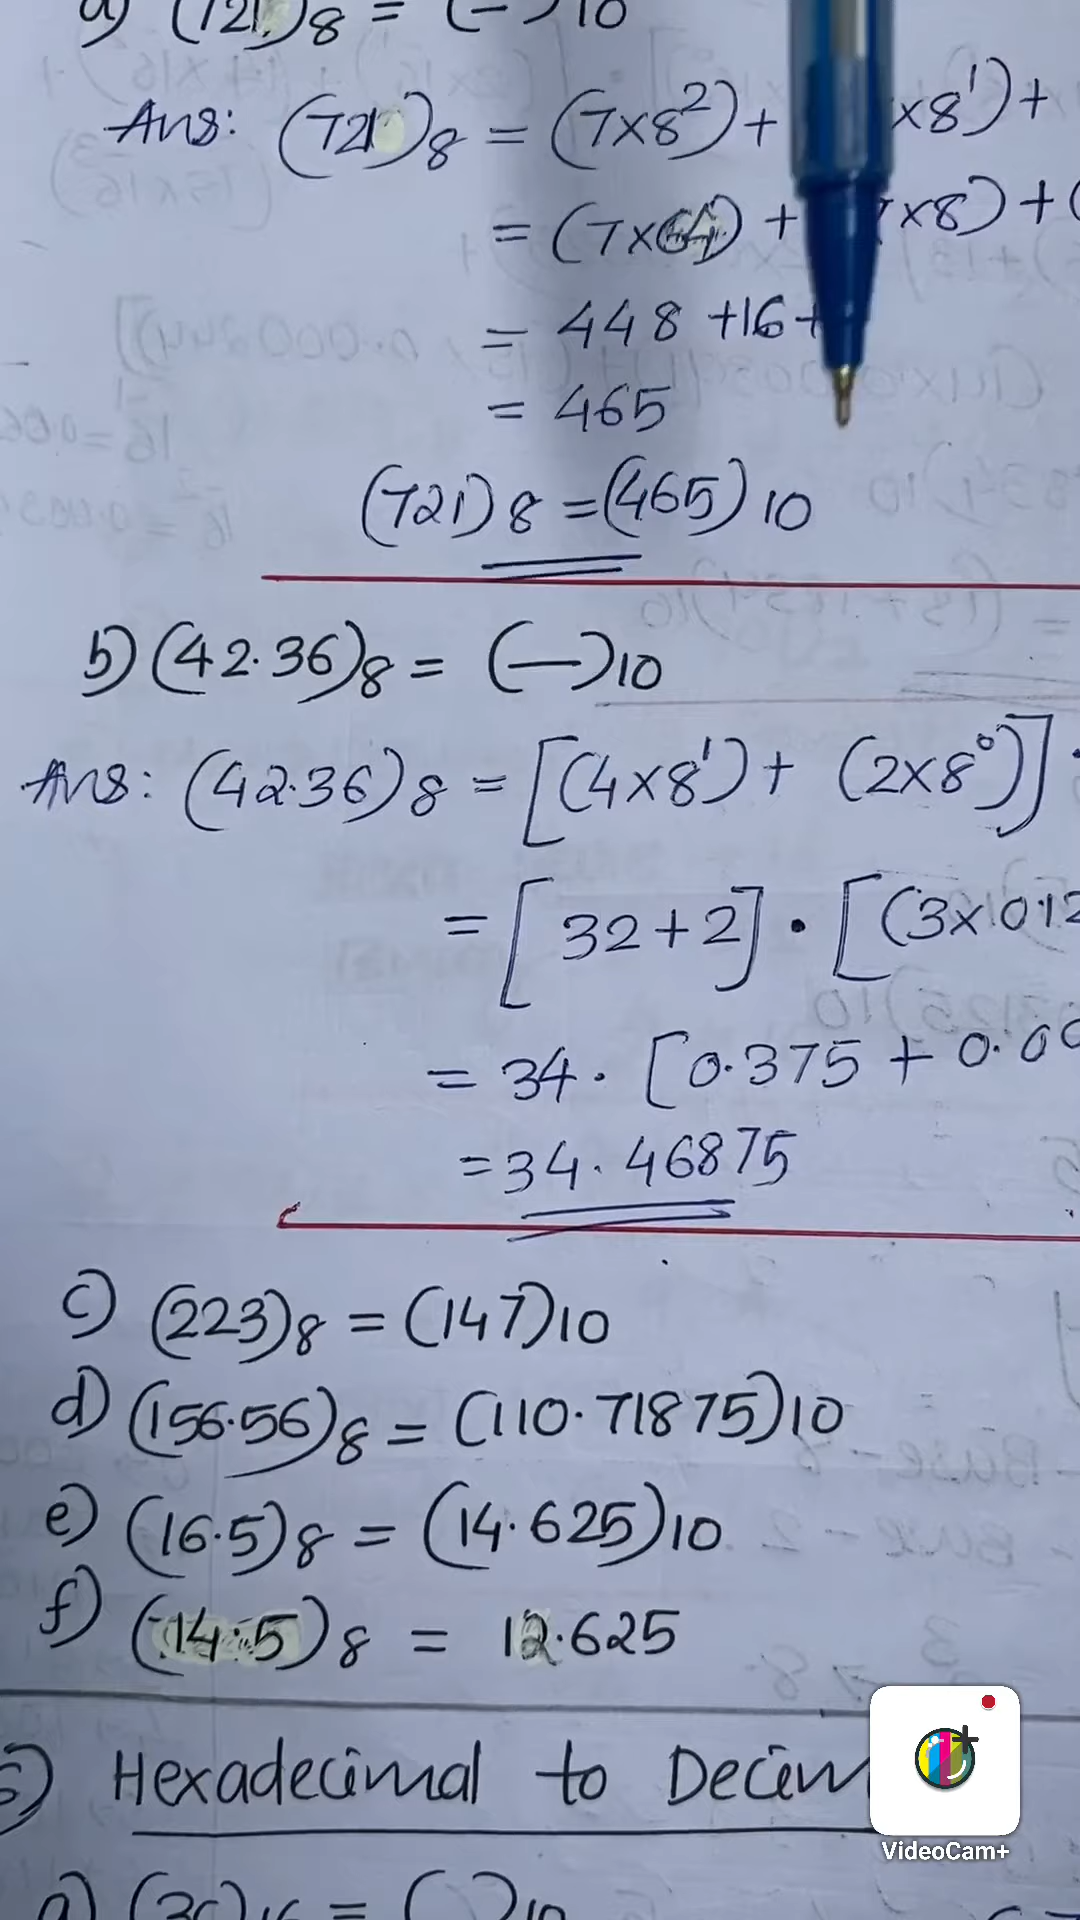 a) (721)8 = (—)10
Ans: (721)8 = (7×8²) + ×8¹) +
= (7×64) + ×8) + (
= 448 +16+
= 465
(721)8 = (465)10
b) (42.36)8 = (—)10
Ans: (42.36)8 = [(4×8¹) + (2×8⁰)] .
= [32+2] . [(3×0.12
= 34. [0.375 + 0.0
= 34.46875
c) (223)8 = (147)10
d) (156.56)8 = (110.71875)10
e) (16.5)8 = (14.625)10
f) (14.5)8 = 12.625
Hexadecimal to Decim
VideoCam+